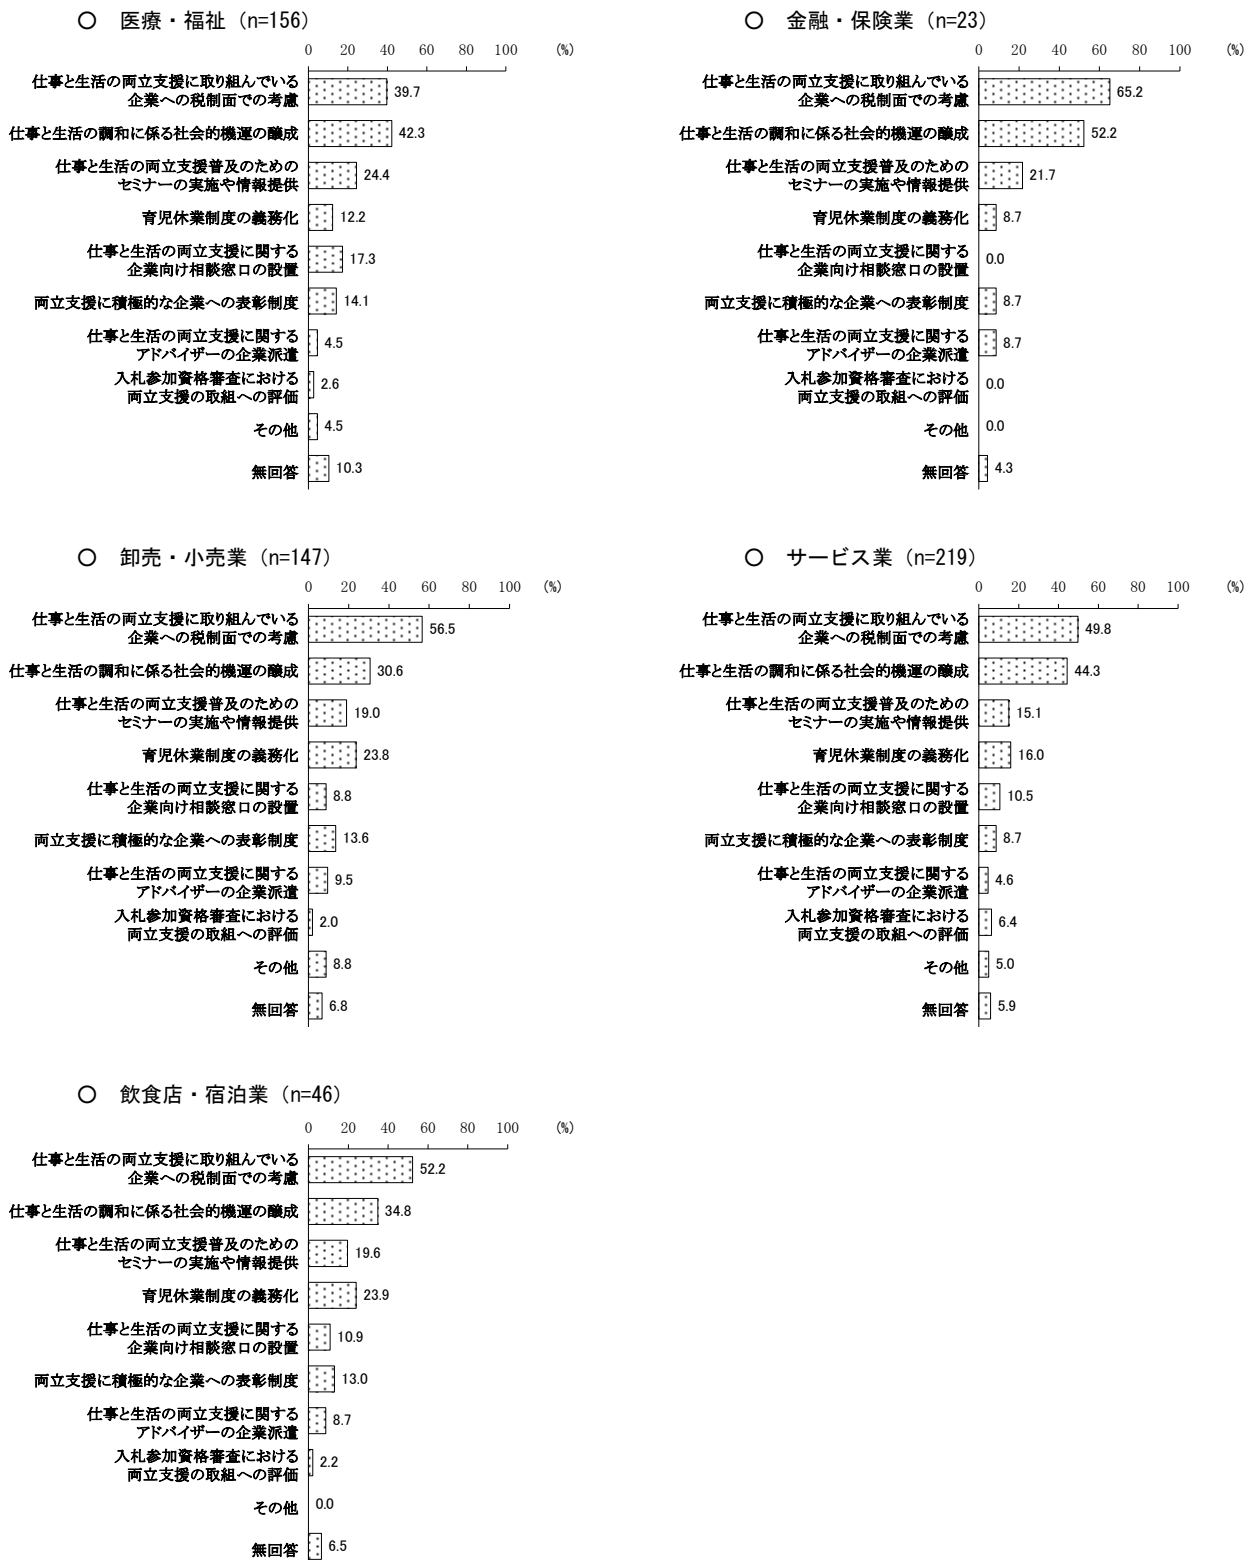 ○ 医療・福祉（n=156）
0 20 40 60 80 100 (%)
仕事と生活の両立支援に取り組んでいる
企業への税制面での考慮
39.7
仕事と生活の調和に係る社会的機運の醸成
42.3
仕事と生活の両立支援普及のための
セミナーの実施や情報提供
24.4
育児休業制度の義務化
12.2
仕事と生活の両立支援に関する
企業向け相談窓口の設置
17.3
両立支援に積極的な企業への表彰制度
14.1
仕事と生活の両立支援に関する
アドバイザーの企業派遣
4.5
入札参加資格審査における
両立支援の取組への評価
2.6
その他
4.5
無回答
10.3
○ 金融・保険業（n=23）
0 20 40 60 80 100 (%)
仕事と生活の両立支援に取り組んでいる
企業への税制面での考慮
65.2
仕事と生活の調和に係る社会的機運の醸成
52.2
仕事と生活の両立支援普及のための
セミナーの実施や情報提供
21.7
育児休業制度の義務化
8.7
仕事と生活の両立支援に関する
企業向け相談窓口の設置
0.0
両立支援に積極的な企業への表彰制度
8.7
仕事と生活の両立支援に関する
アドバイザーの企業派遣
8.7
入札参加資格審査における
両立支援の取組への評価
0.0
その他
0.0
無回答
4.3
○ 卸売・小売業（n=147）
0 20 40 60 80 100 (%)
仕事と生活の両立支援に取り組んでいる
企業への税制面での考慮
56.5
仕事と生活の調和に係る社会的機運の醸成
30.6
仕事と生活の両立支援普及のための
セミナーの実施や情報提供
19.0
育児休業制度の義務化
23.8
仕事と生活の両立支援に関する
企業向け相談窓口の設置
8.8
両立支援に積極的な企業への表彰制度
13.6
仕事と生活の両立支援に関する
アドバイザーの企業派遣
9.5
入札参加資格審査における
両立支援の取組への評価
2.0
その他
8.8
無回答
6.8
○ サービス業（n=219）
0 20 40 60 80 100 (%)
仕事と生活の両立支援に取り組んでいる
企業への税制面での考慮
49.8
仕事と生活の調和に係る社会的機運の醸成
44.3
仕事と生活の両立支援普及のための
セミナーの実施や情報提供
15.1
育児休業制度の義務化
16.0
仕事と生活の両立支援に関する
企業向け相談窓口の設置
10.5
両立支援に積極的な企業への表彰制度
8.7
仕事と生活の両立支援に関する
アドバイザーの企業派遣
4.6
入札参加資格審査における
両立支援の取組への評価
6.4
その他
5.0
無回答
5.9
○ 飲食店・宿泊業（n=46）
0 20 40 60 80 100 (%)
仕事と生活の両立支援に取り組んでいる
企業への税制面での考慮
52.2
仕事と生活の調和に係る社会的機運の醸成
34.8
仕事と生活の両立支援普及のための
セミナーの実施や情報提供
19.6
育児休業制度の義務化
23.9
仕事と生活の両立支援に関する
企業向け相談窓口の設置
10.9
両立支援に積極的な企業への表彰制度
13.0
仕事と生活の両立支援に関する
アドバイザーの企業派遣
8.7
入札参加資格審査における
両立支援の取組への評価
2.2
その他
0.0
無回答
6.5